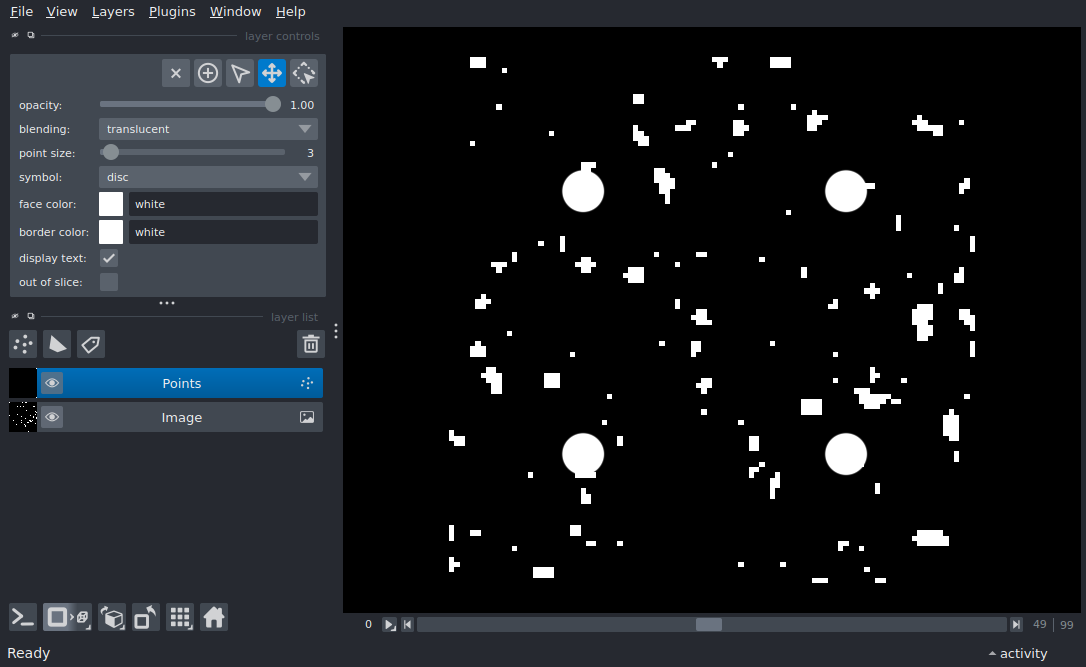 File View Layers Plugins Window Help
layer controls
opacity: 1.00
blending: translucent
point size: 3
symbol: disc
face color: white
border color: white
display text:
out of slice:
layer list
Points
Image
0 49 | 99
Ready activity